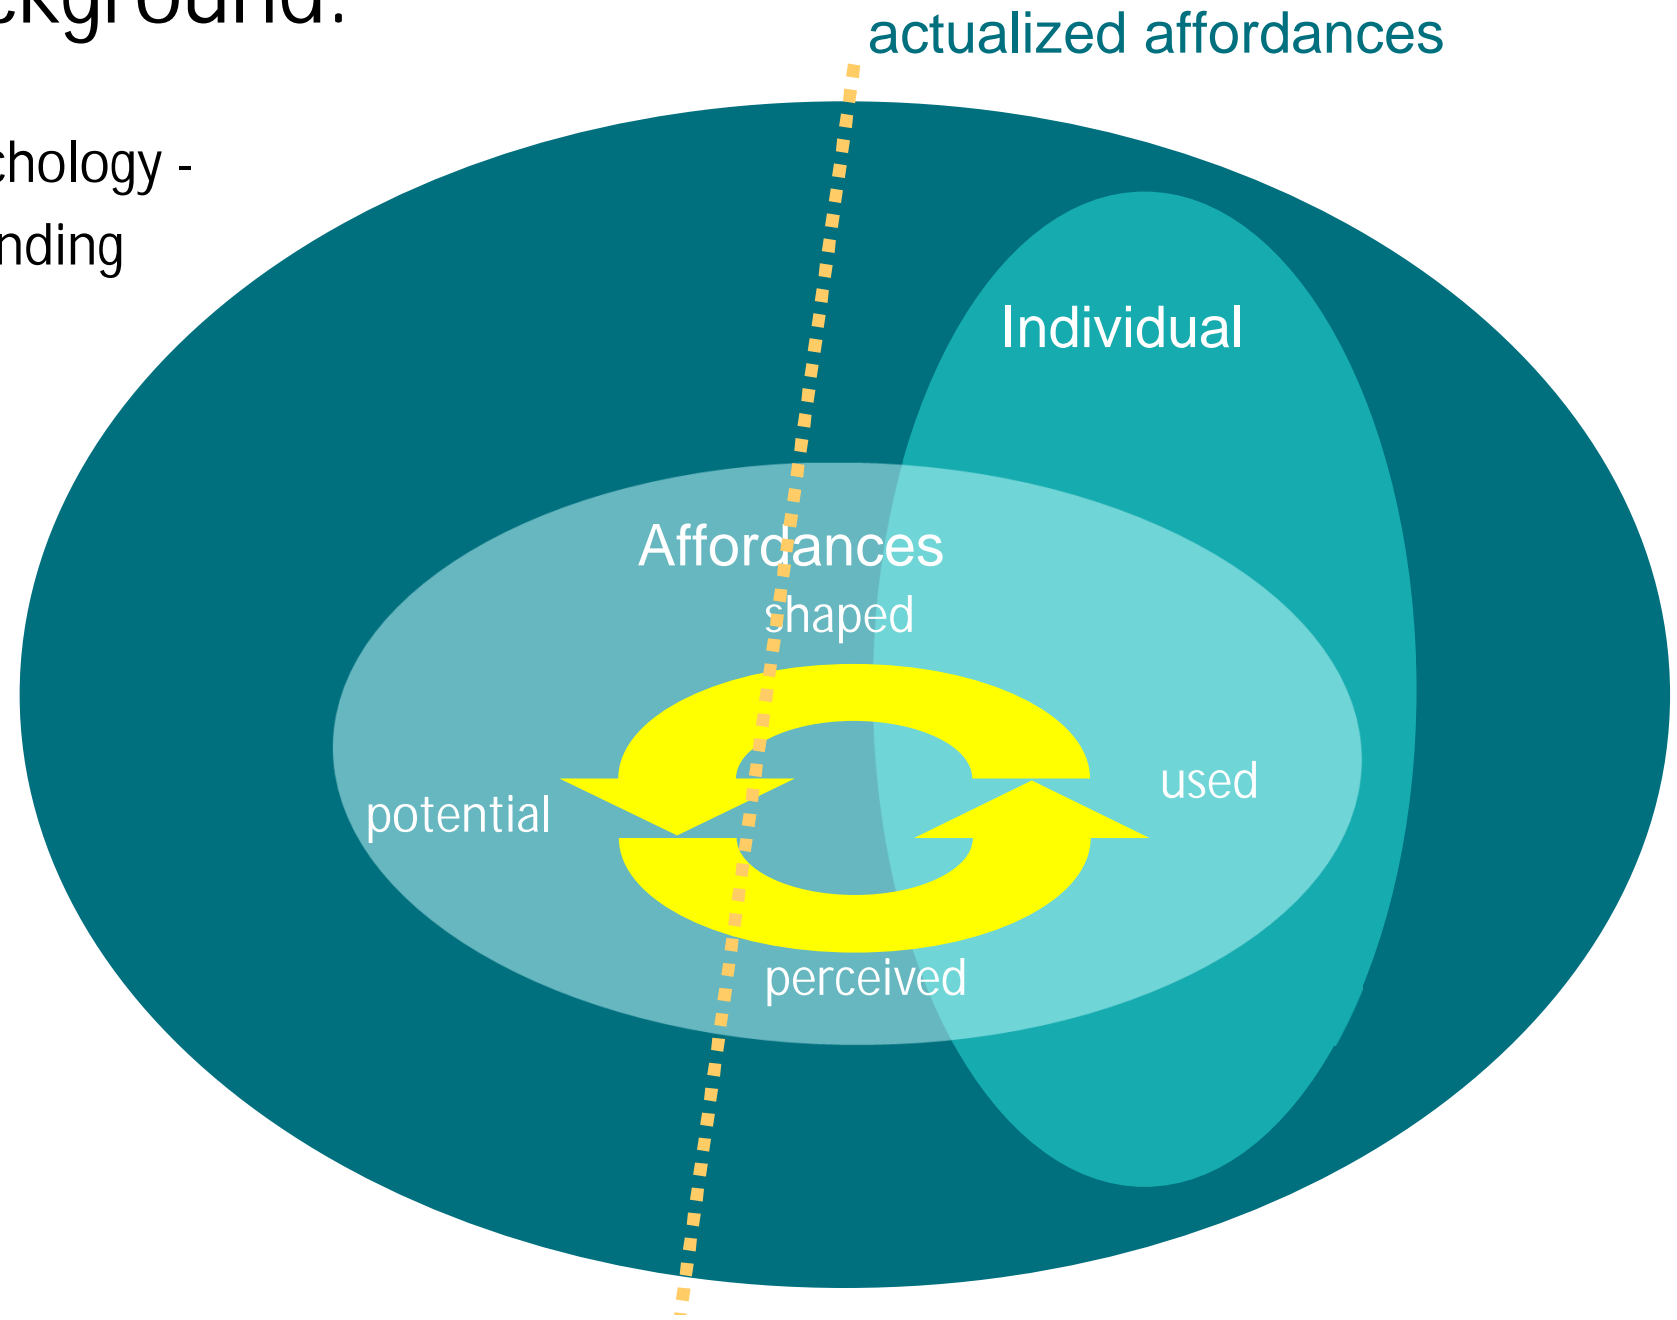 ckground:
actualized affordances
chology -
nding
Individual
Affordances
shaped
used
potential
perceived